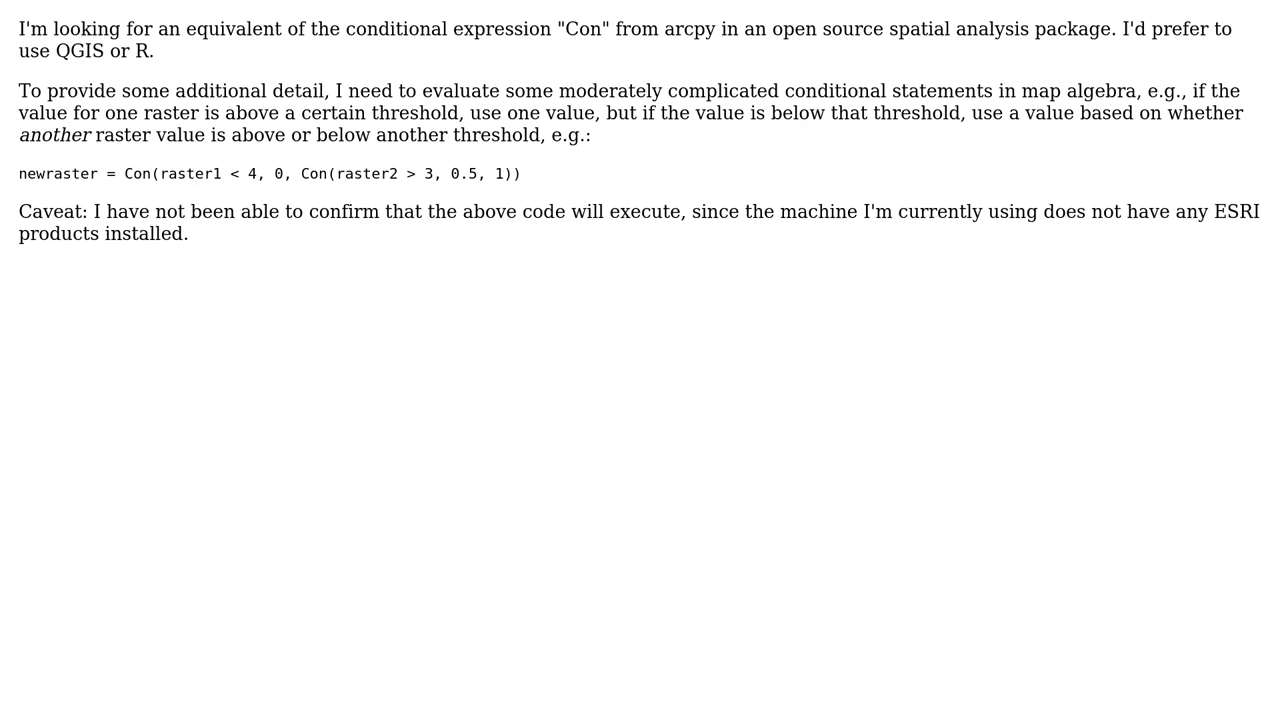 I'm looking for an equivalent of the conditional expression "Con" from arcpy in an open source spatial analysis package. I'd prefer to
use QGIS or R.
To provide some additional detail, I need to evaluate some moderately complicated conditional statements in map algebra, e.g., if the
value for one raster is above a certain threshold, use one value, but if the value is below that threshold, use a value based on whether
another raster value is above or below another threshold, e.g.:
newraster = Con(raster1 < 4, 0, Con(raster2 > 3, 0.5, 1))
Caveat: I have not been able to confirm that the above code will execute, since the machine I'm currently using does not have any ESRI
products installed.